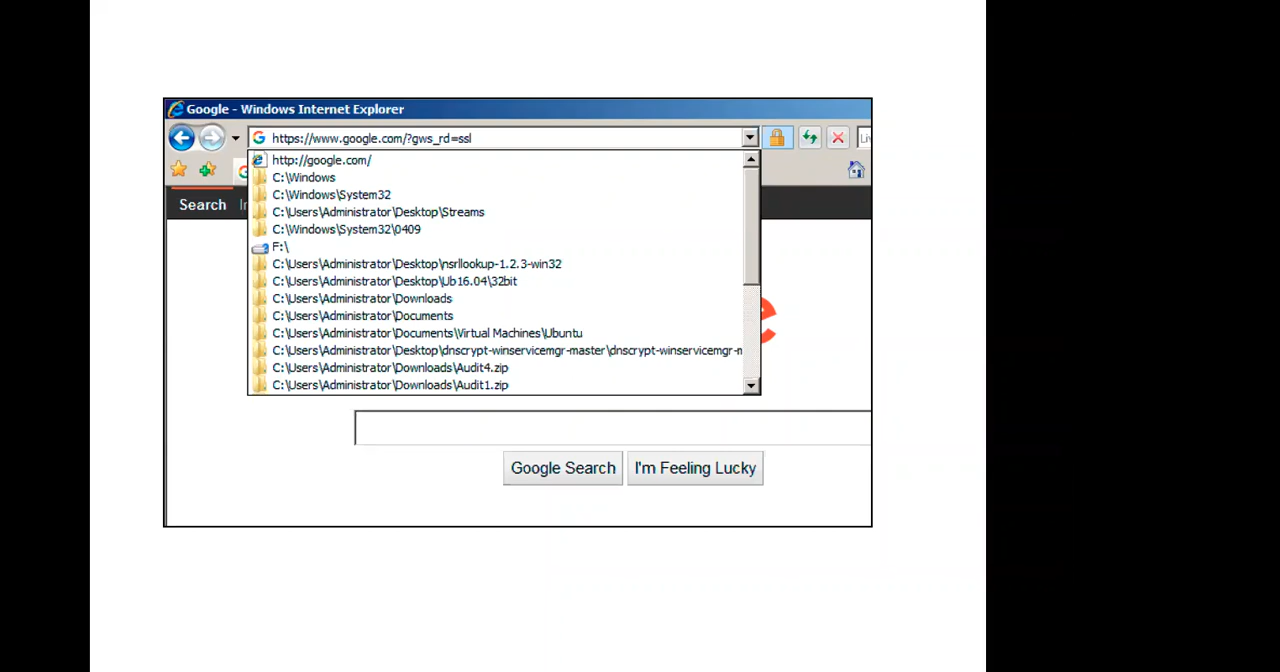 Google - Windows Internet Explorer
https://www.google.com/?gws_rd=ssl
http://google.com/
C:\Windows
C:\Windows\System32
Search
C:\Users\Administrator\Desktop\Streams
C:\Windows\System32\0409
F:\
C:\Users\Administrator\Desktop\nsrllookup-1.2.3-win32
C:\Users\Administrator\Desktop\Ub16.04\32bit
C:\Users\Administrator\Downloads
C:\Users\Administrator\Documents
C:\Users\Administrator\Documents\Virtual Machines\Ubuntu
C:\Users\Administrator\Desktop\dnscrypt-winservicemgr-master\dnscrypt-winservicemgr-
C:\Users\Administrator\Downloads\Audit4.zip
C:\Users\Administrator\Downloads\Audit1.zip
Google Search
I'm Feeling Lucky